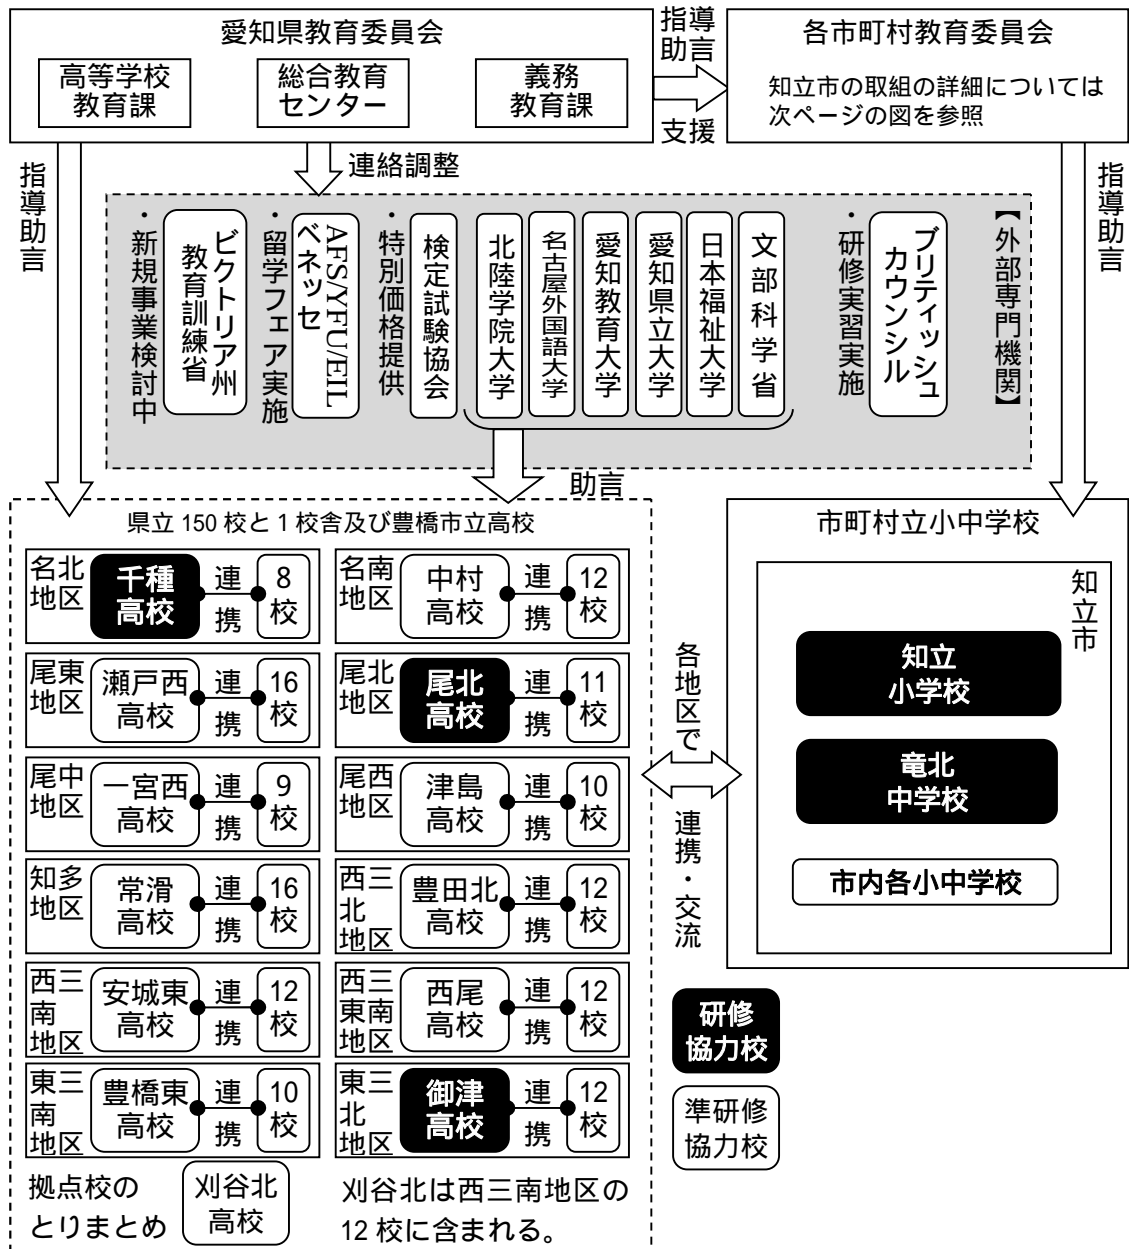 愛知県教育委員会
高等学校
教育課
総合教育
センター
義務
教育課
指導
助言
支援
各市町村教育委員会
知立市の取組の詳細については
次ページの図を参照
指導助言
連絡調整
指導助言
【外部専門機関】
ブリティッシュ
カウンシル
・研修実習実施
文部科学省
日本福祉大学
愛知県立大学
愛知教育大学
名古屋外国語大学
北陸学院大学
検定試験協会
・特別価格提供
AFS/YFU/EIL
ベネッセ
・留学フェア実施
ビクトリア州
教育訓練省
・新規事業検討中
助言
県立 150 校と 1 校舎及び豊橋市立高校
名北
地区
千種
高校
連
携
8
校
名南
地区
中村
高校
連
携
12
校
尾東
地区
瀬戸西
高校
連
携
16
校
尾北
地区
尾北
高校
連
携
11
校
尾中
地区
一宮西
高校
連
携
9
校
尾西
地区
津島
高校
連
携
10
校
知多
地区
常滑
高校
連
携
16
校
西三
北
地区
豊田北
高校
連
携
12
校
西三
南
地区
安城東
高校
連
携
12
校
西三
東南
地区
西尾
高校
連
携
12
校
東三
南
地区
豊橋東
高校
連
携
10
校
東三
北
地区
御津
高校
連
携
12
校
拠点校の
とりまとめ
刈谷北
高校
刈谷北は西三南地区の
12 校に含まれる。
各地区で
連携・交流
市町村立小中学校
知立市
知立
小学校
竜北
中学校
市内各小中学校
研修
協力校
準研修
協力校